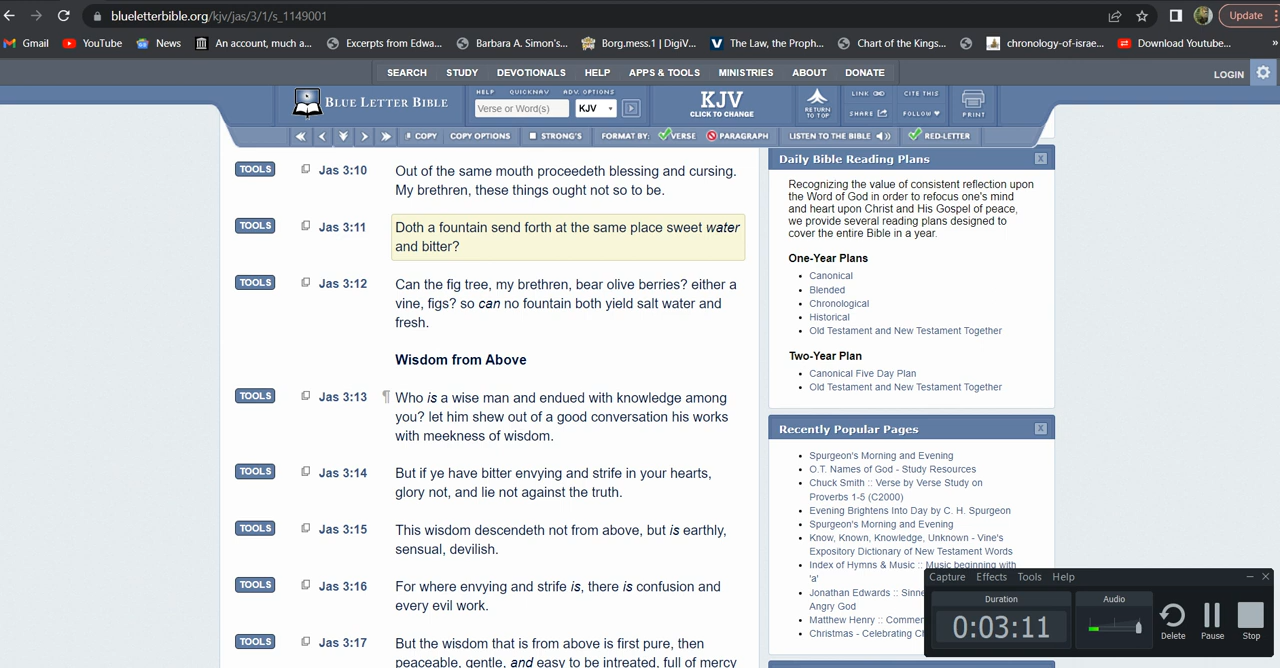 blueletterbible.org/kjv/jas/3/1/s_1149001
Update
Gmail YouTube News An account, much a... Excerpts from Edwa... Barbara A. Simon's... Borg.mess.1 | DigiV... The Law, the Proph... Chart of the Kings... chronology-of-israe... Download Youtube... »
SEARCH STUDY DEVOTIONALS HELP APPS & TOOLS MINISTRIES ABOUT DONATE LOGIN
BLUE LETTER BIBLE
HELP QUICKNAV ADV. OPTIONS
Verse or Word(s) KJV
KJV
CLICK TO CHANGE
RETURN TO TOP
LINK CITE THIS
SHARE FOLLOW
PRINT
COPY COPY OPTIONS STRONG'S FORMAT BY: VERSE PARAGRAPH LISTEN TO THE BIBLE RED-LETTER
TOOLS Jas 3:10 Out of the same mouth proceedeth blessing and cursing.
My brethren, these things ought not so to be.
TOOLS Jas 3:11 Doth a fountain send forth at the same place sweet water
and bitter?
TOOLS Jas 3:12 Can the fig tree, my brethren, bear olive berries? either a
vine, figs? so can no fountain both yield salt water and
fresh.
Wisdom from Above
TOOLS Jas 3:13 ¶ Who is a wise man and endued with knowledge among
you? let him shew out of a good conversation his works
with meekness of wisdom.
TOOLS Jas 3:14 But if ye have bitter envying and strife in your hearts,
glory not, and lie not against the truth.
TOOLS Jas 3:15 This wisdom descendeth not from above, but is earthly,
sensual, devilish.
TOOLS Jas 3:16 For where envying and strife is, there is confusion and
every evil work.
TOOLS Jas 3:17 But the wisdom that is from above is first pure, then
peaceable, gentle, and easy to be intreated, full of mercy
Daily Bible Reading Plans X
Recognizing the value of consistent reflection upon
the Word of God in order to refocus one's mind
and heart upon Christ and His Gospel of peace,
we provide several reading plans designed to
cover the entire Bible in a year.
One-Year Plans
• Canonical
• Blended
• Chronological
• Historical
• Old Testament and New Testament Together
Two-Year Plan
• Canonical Five Day Plan
• Old Testament and New Testament Together
Recently Popular Pages X
• Spurgeon's Morning and Evening
• O.T. Names of God - Study Resources
• Chuck Smith :: Verse by Verse Study on
Proverbs 1-5 (C2000)
• Evening Brightens Into Day by C. H. Spurgeon
• Spurgeon's Morning and Evening
• Know, Known, Knowledge, Unknown - Vine's
Expository Dictionary of New Testament Words
• Index of Hymns & Music :: Music beginning with
'a'
• Jonathan Edwards :: Sinne
Angry God
• Matthew Henry :: Commen
• Christmas - Celebrating Ch
Capture Effects Tools Help
Duration Audio
0:03:11
Delete Pause Stop